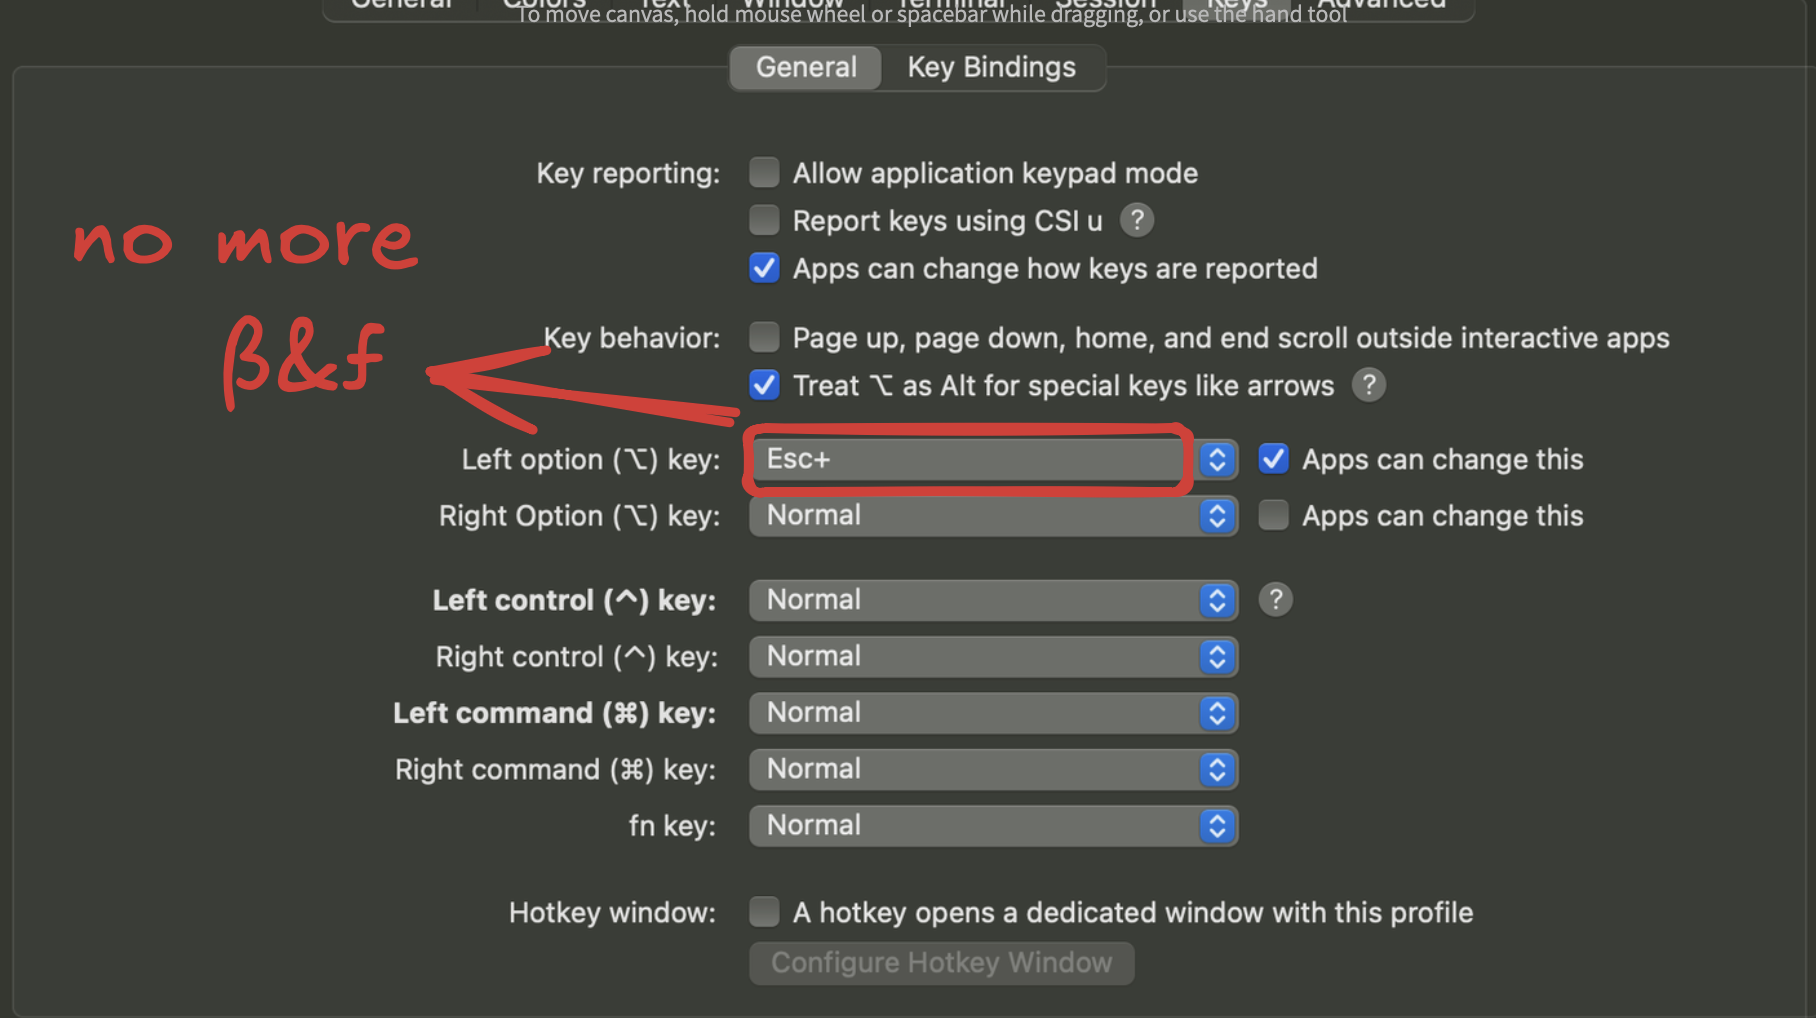 General Colors Text Window Terminal Session Keys Advanced
To move canvas, hold mouse wheel or spacebar while dragging, or use the hand tool
General Key Bindings
Key reporting: Allow application keypad mode
Report keys using CSI u ?
Apps can change how keys are reported
no more
β&f
Key behavior: Page up, page down, home, and end scroll outside interactive apps
Treat ⌥ as Alt for special keys like arrows ?
Left option (⌥) key: Esc+ Apps can change this
Right Option (⌥) key: Normal Apps can change this
Left control (^) key: Normal ?
Right control (^) key: Normal
Left command (⌘) key: Normal
Right command (⌘) key: Normal
fn key: Normal
Hotkey window: A hotkey opens a dedicated window with this profile
Configure Hotkey Window